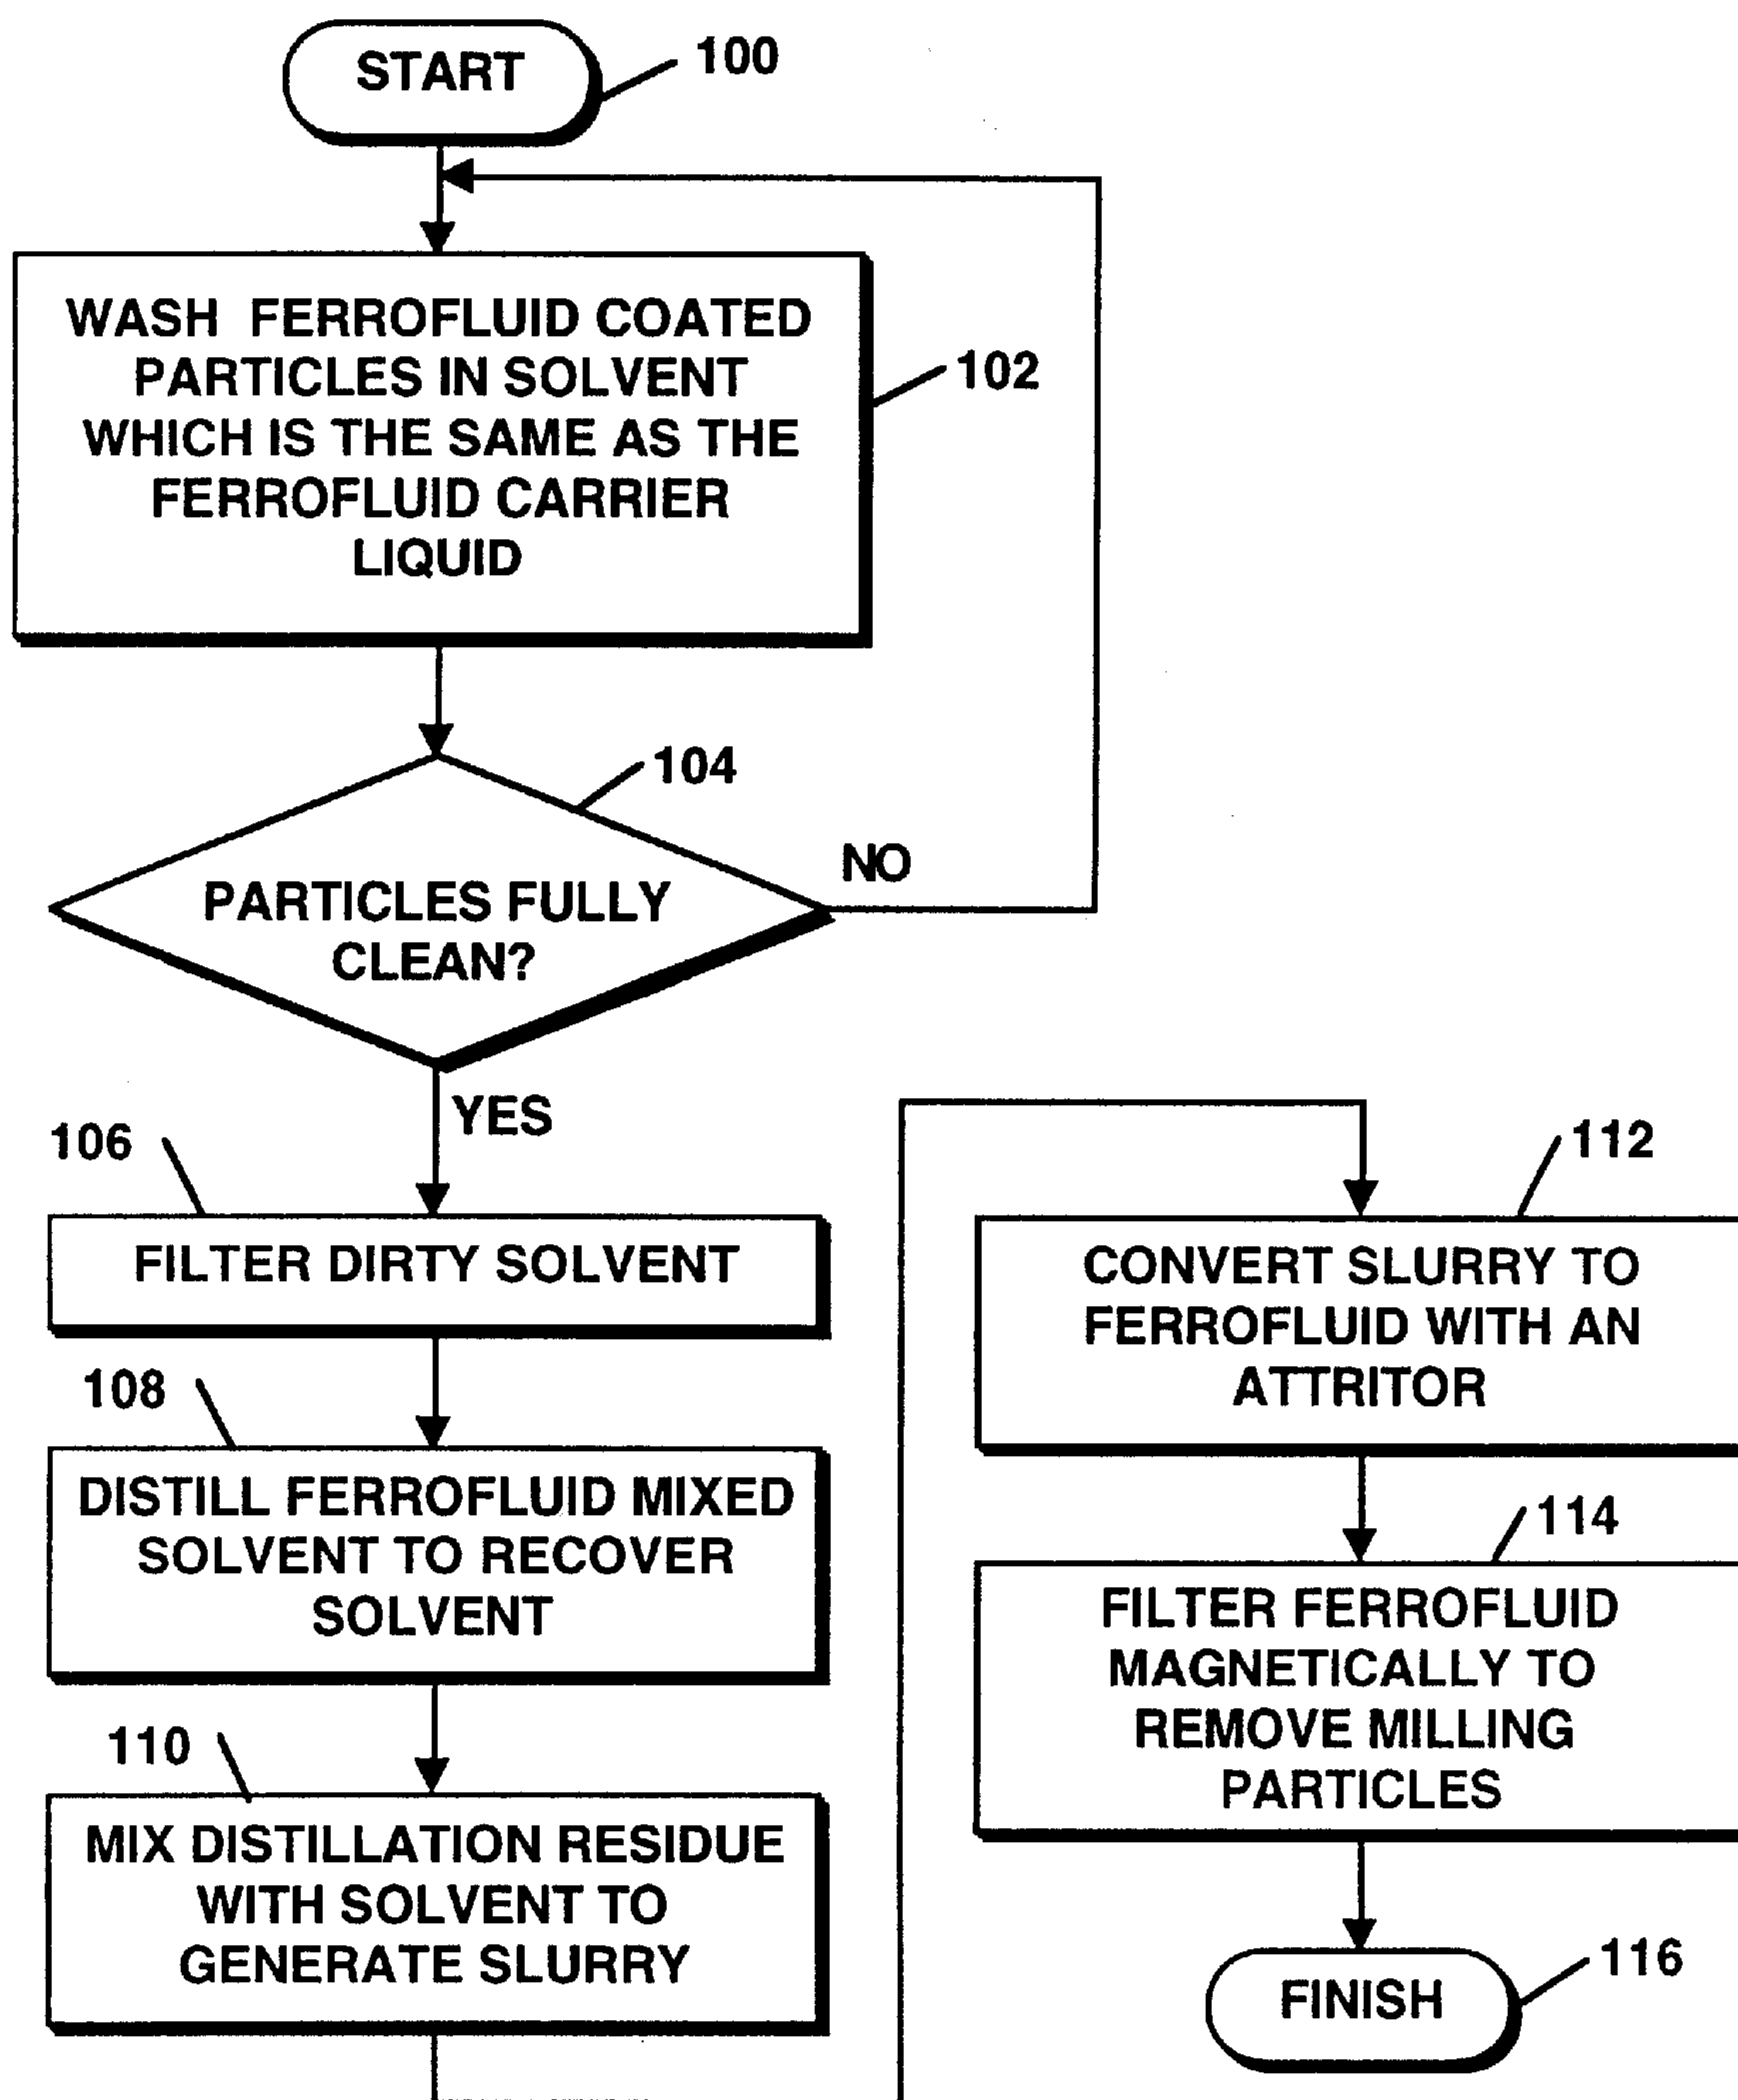 START
100
WASH FERROFLUID COATED
PARTICLES IN SOLVENT
WHICH IS THE SAME AS THE
FERROFLUID CARRIER
LIQUID
102
104
PARTICLES FULLY
CLEAN?
NO
YES
106
FILTER DIRTY SOLVENT
108
DISTILL FERROFLUID MIXED
SOLVENT TO RECOVER
SOLVENT
110
MIX DISTILLATION RESIDUE
WITH SOLVENT TO
GENERATE SLURRY
112
CONVERT SLURRY TO
FERROFLUID WITH AN
ATTRITOR
114
FILTER FERROFLUID
MAGNETICALLY TO
REMOVE MILLING
PARTICLES
FINISH
116